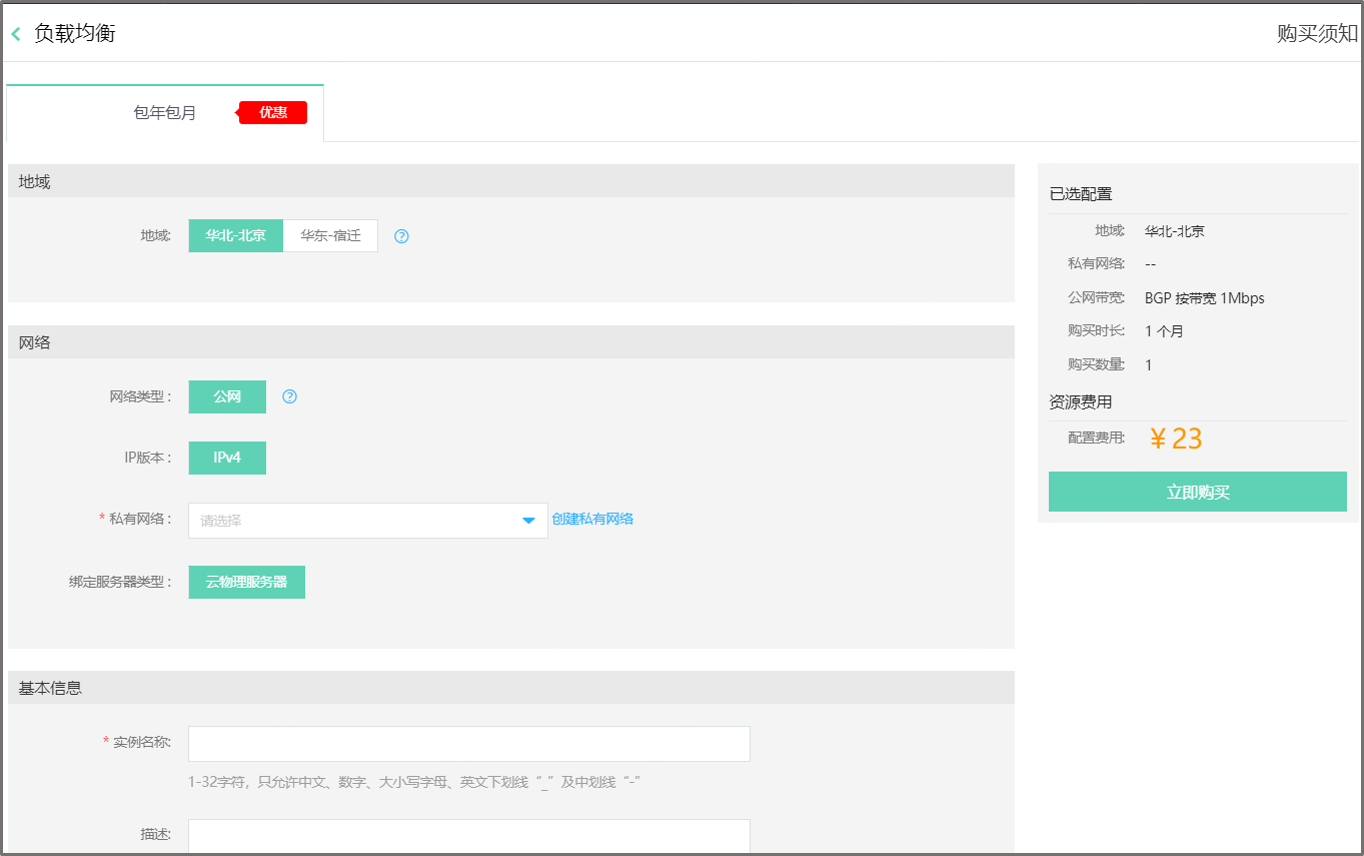 负载均衡
购买须知
包年包月 优惠
地域
地域: 华北-北京 华东-宿迁
网络
网络类型： 公网
IP版本： IPv4
* 私有网络： 请选择 创建私有网络
绑定服务器类型： 云物理服务器
基本信息
* 实例名称:
1-32字符，只允许中文、数字、大小写字母、英文下划线“_”及中划线“-”
描述:
已选配置
地域: 华北-北京
私有网络: --
公网带宽: BGP 按带宽 1Mbps
购买时长: 1 个月
购买数量: 1
资源费用
配置费用: ¥ 23
立即购买